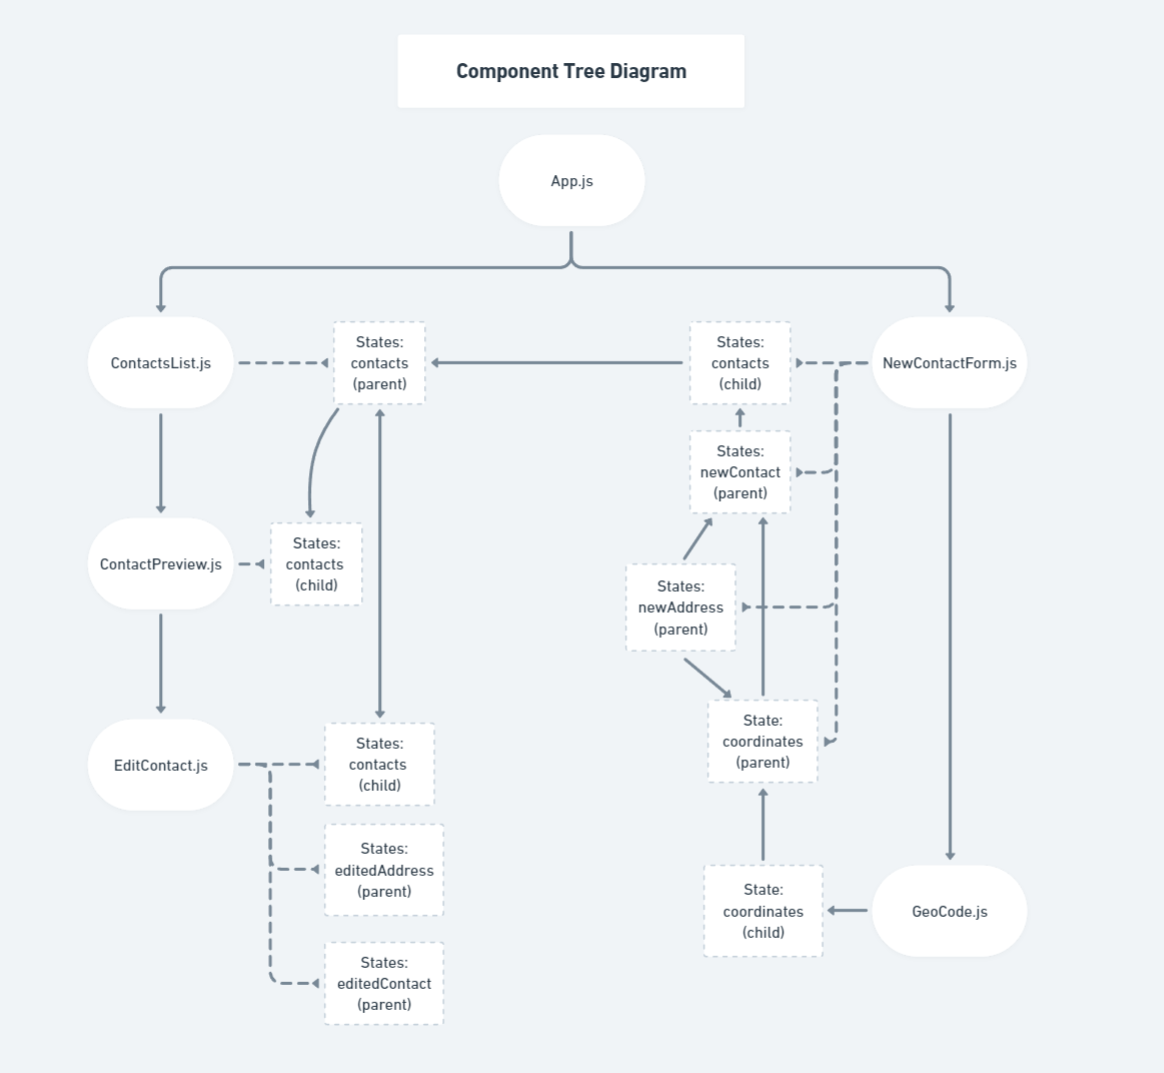 Component Tree Diagram
App.js
ContactsList.js
States:
contacts
(parent)
States:
contacts
(child)
NewContactForm.js
States:
newContact
(parent)
ContactPreview.js
States:
contacts
(child)
States:
newAddress
(parent)
EditContact.js
States:
contacts
(child)
State:
coordinates
(parent)
States:
editedAddress
(parent)
State:
coordinates
(child)
GeoCode.js
States:
editedContact
(parent)